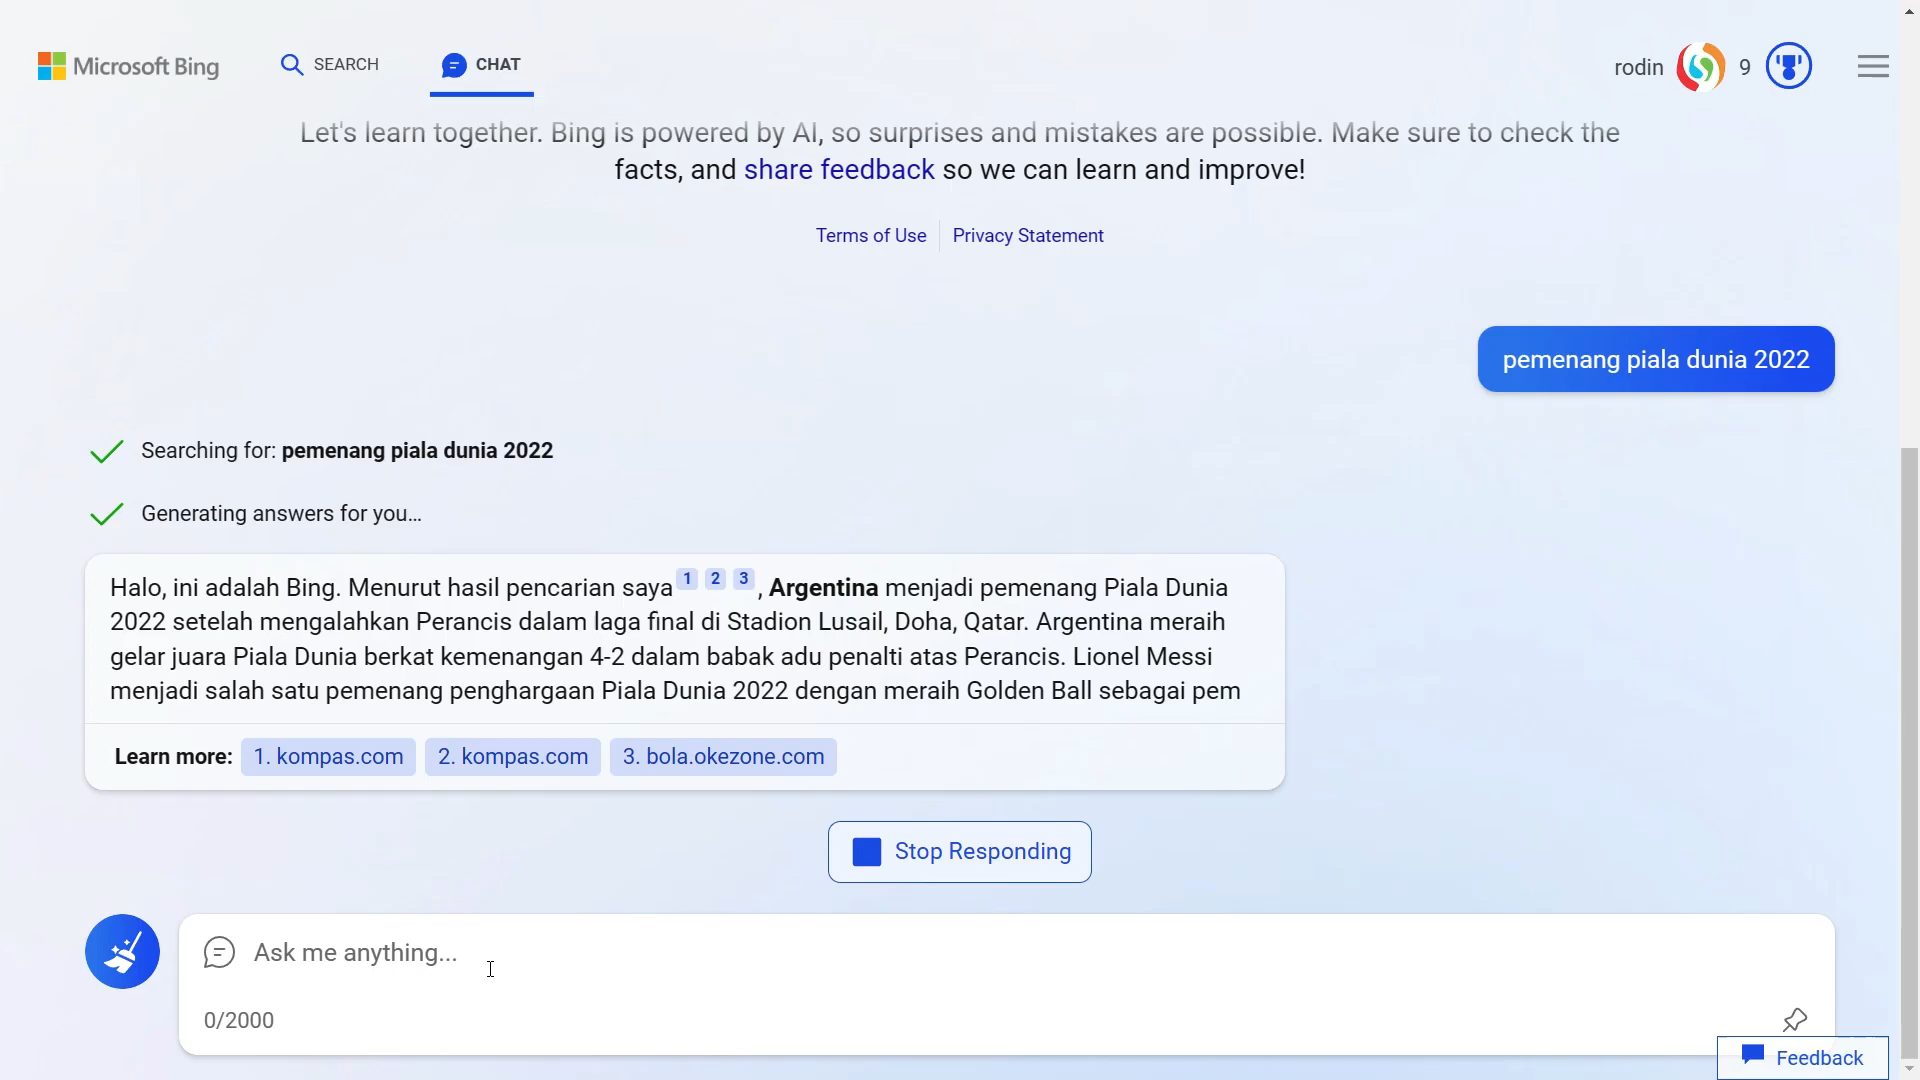 Microsoft Bing
SEARCH
CHAT
rodin
9
Let's learn together. Bing is powered by AI, so surprises and mistakes are possible. Make sure to check the
facts, and share feedback so we can learn and improve!
Terms of Use
Privacy Statement
pemenang piala dunia 2022
Searching for: pemenang piala dunia 2022
Generating answers for you...
Halo, ini adalah Bing. Menurut hasil pencarian saya 1 2 3, Argentina menjadi pemenang Piala Dunia
2022 setelah mengalahkan Perancis dalam laga final di Stadion Lusail, Doha, Qatar. Argentina meraih
gelar juara Piala Dunia berkat kemenangan 4-2 dalam babak adu penalti atas Perancis. Lionel Messi
menjadi salah satu pemenang penghargaan Piala Dunia 2022 dengan meraih Golden Ball sebagai pem
Learn more: 1. kompas.com 2. kompas.com 3. bola.okezone.com
Stop Responding
Ask me anything...
0/2000
Feedback